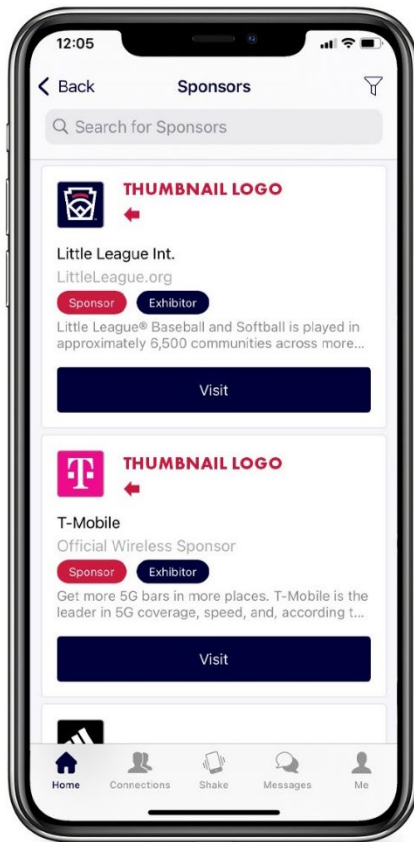 12:05
Back
Sponsors
Search for Sponsors
THUMBNAIL LOGO
Little League Int.
LittleLeague.org
Sponsor
Exhibitor
Little League® Baseball and Softball is played in
approximately 6,500 communities across more...
Visit
T
THUMBNAIL LOGO
T-Mobile
Official Wireless Sponsor
Sponsor
Exhibitor
Get more 5G bars in more places. T-Mobile is the
leader in 5G coverage, speed, and, according t...
Visit
Home
Connections
Shake
Messages
Me